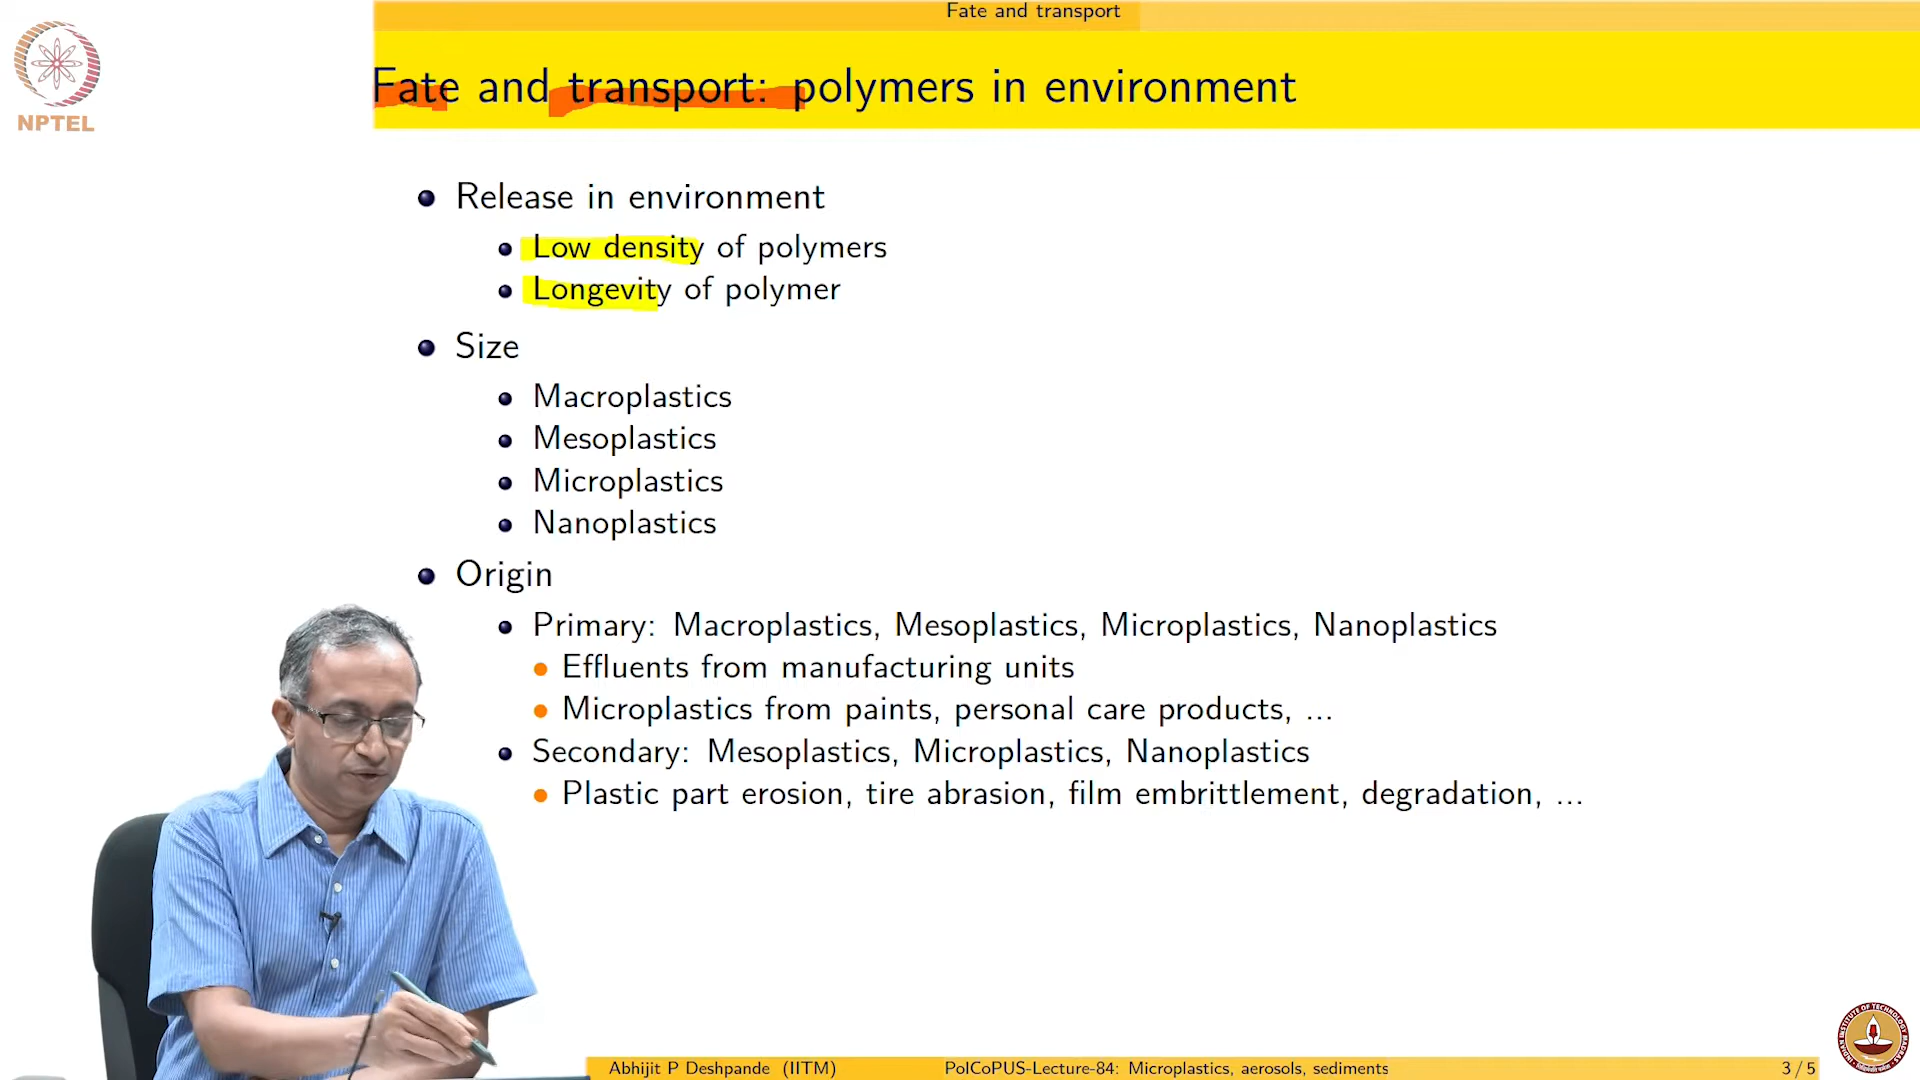 Fate and transport
NPTEL
Fate and transport: polymers in environment
Release in environment
Low density of polymers
Longevity of polymer
Size
Macroplastics
Mesoplastics
Microplastics
Nanoplastics
Origin
Primary: Macroplastics, Mesoplastics, Microplastics, Nanoplastics
Effluents from manufacturing units
Microplastics from paints, personal care products, ...
Secondary: Mesoplastics, Microplastics, Nanoplastics
Plastic part erosion, tire abrasion, film embrittlement, degradation, ...
Abhijit P Deshpande (IITM) PolCoPUS-Lecture-84: Microplastics, aerosols, sediments 3 / 5